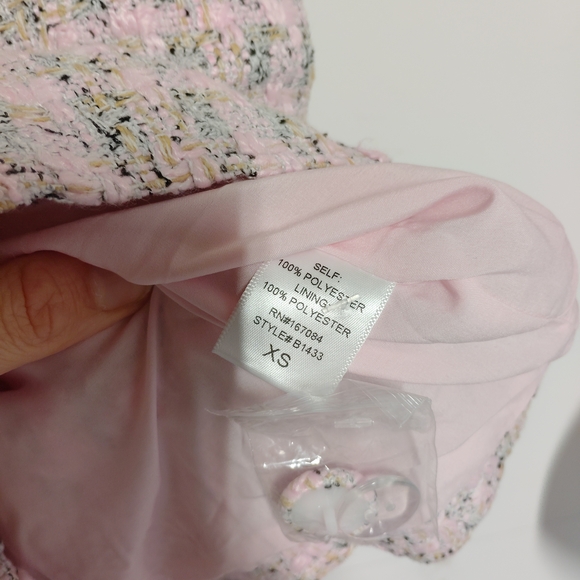 SELF:
100% POLYESTER
LINING:
100% POLYESTER
RN#167084
STYLE#B1433
XS